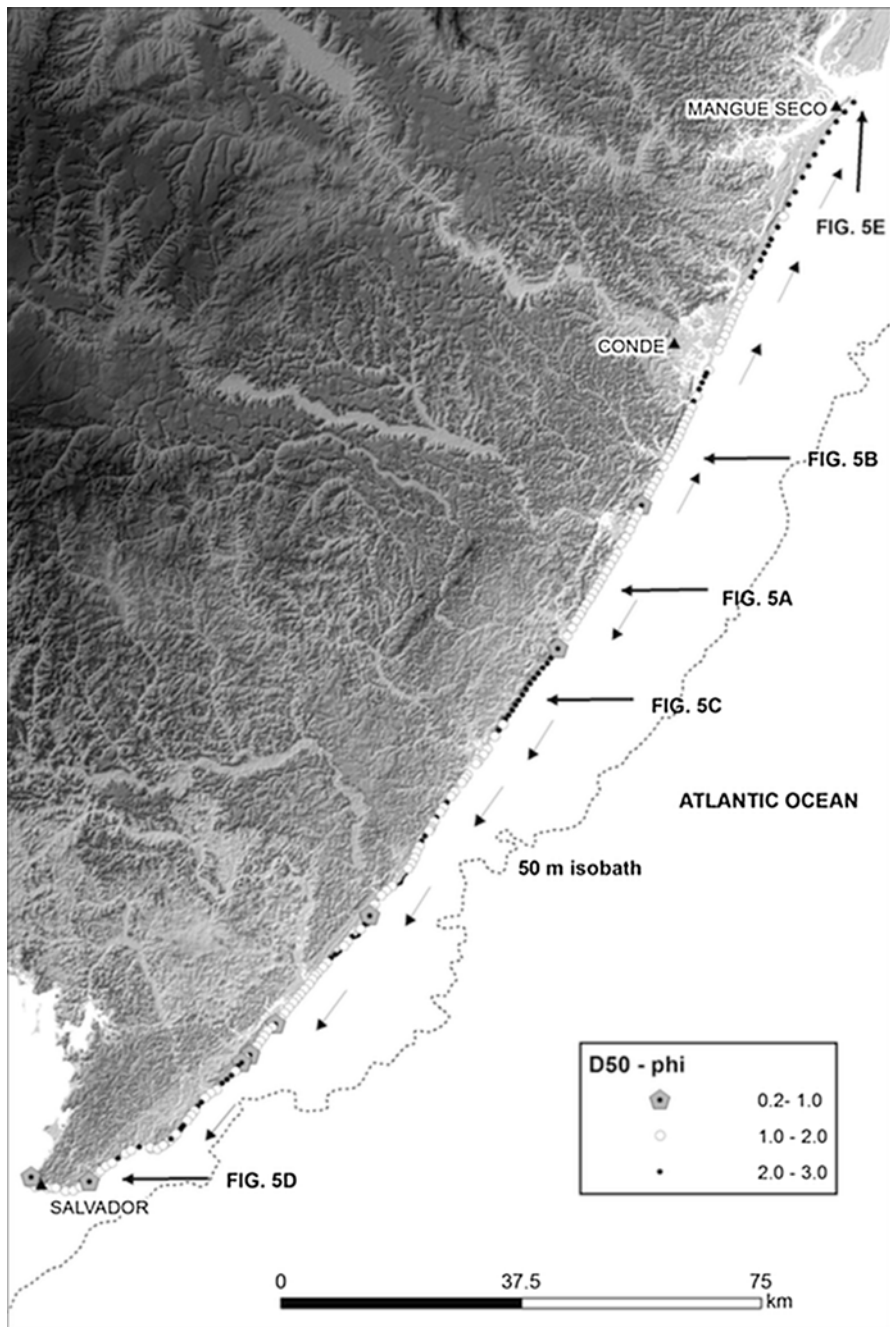 MANGUE SECO
FIG. 5E
CONDE
FIG. 5B
FIG. 5A
FIG. 5C
ATLANTIC OCEAN
50 m isobath
D50 - phi
0.2- 1.0
1.0 - 2.0
2.0 - 3.0
FIG. 5D
SALVADOR
0 37.5 75
km